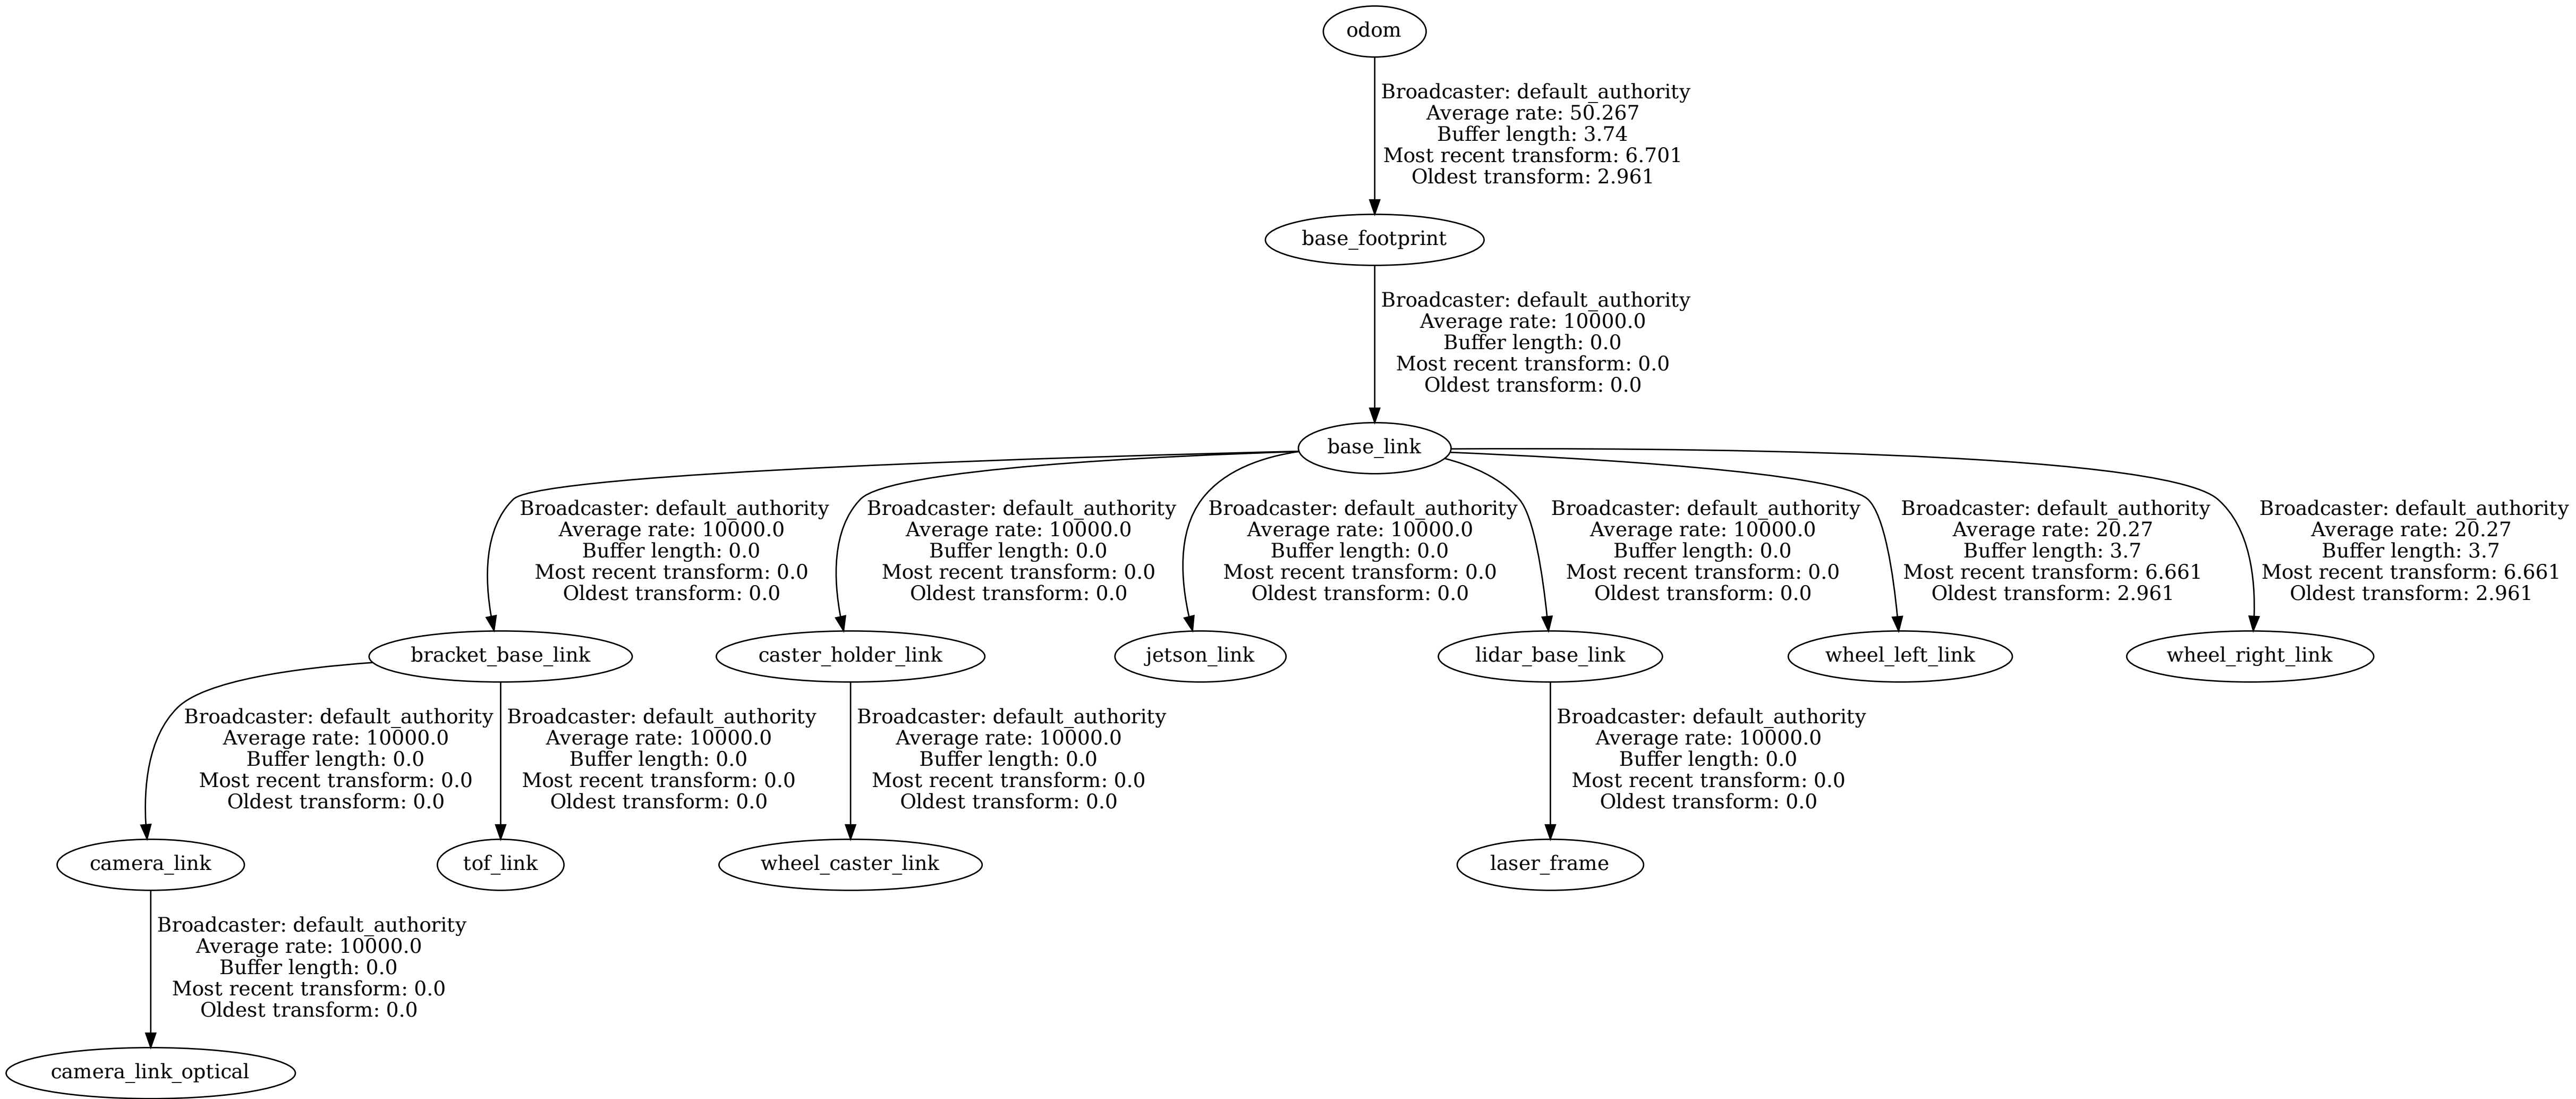 odom
Broadcaster: default_authority
Average rate: 50.267
Buffer length: 3.74
Most recent transform: 6.701
Oldest transform: 2.961
base_footprint
Broadcaster: default_authority
Average rate: 10000.0
Buffer length: 0.0
Most recent transform: 0.0
Oldest transform: 0.0
base_link
Broadcaster: default_authority
Average rate: 10000.0
Buffer length: 0.0
Most recent transform: 0.0
Oldest transform: 0.0
Broadcaster: default_authority
Average rate: 10000.0
Buffer length: 0.0
Most recent transform: 0.0
Oldest transform: 0.0
Broadcaster: default_authority
Average rate: 10000.0
Buffer length: 0.0
Most recent transform: 0.0
Oldest transform: 0.0
Broadcaster: default_authority
Average rate: 10000.0
Buffer length: 0.0
Most recent transform: 0.0
Oldest transform: 0.0
Broadcaster: default_authority
Average rate: 20.27
Buffer length: 3.7
Most recent transform: 6.661
Oldest transform: 2.961
Broadcaster: default_authority
Average rate: 20.27
Buffer length: 3.7
Most recent transform: 6.661
Oldest transform: 2.961
bracket_base_link
caster_holder_link
jetson_link
lidar_base_link
wheel_left_link
wheel_right_link
Broadcaster: default_authority
Average rate: 10000.0
Buffer length: 0.0
Most recent transform: 0.0
Oldest transform: 0.0
Broadcaster: default_authority
Average rate: 10000.0
Buffer length: 0.0
Most recent transform: 0.0
Oldest transform: 0.0
Broadcaster: default_authority
Average rate: 10000.0
Buffer length: 0.0
Most recent transform: 0.0
Oldest transform: 0.0
Broadcaster: default_authority
Average rate: 10000.0
Buffer length: 0.0
Most recent transform: 0.0
Oldest transform: 0.0
camera_link
tof_link
wheel_caster_link
laser_frame
Broadcaster: default_authority
Average rate: 10000.0
Buffer length: 0.0
Most recent transform: 0.0
Oldest transform: 0.0
camera_link_optical